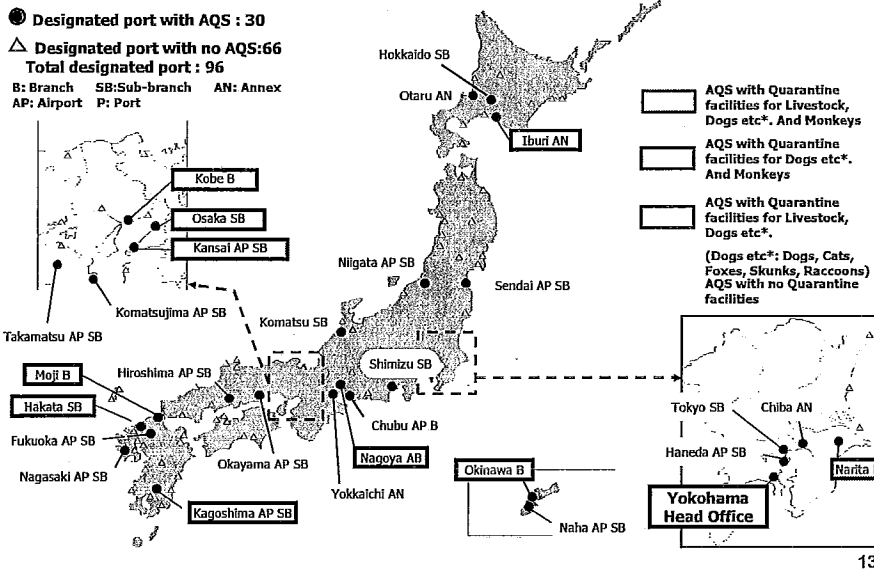 Designated port with AQS : 30
Designated port with no AQS:66
Total designated port : 96
B: Branch SB:Sub-branch AN: Annex
AP: Airport P: Port
Hokkaido SB
Otaru AN
Iburi AN
AQS with Quarantine
facilities for Livestock,
Dogs etc*. And Monkeys
AQS with Quarantine
facilities for Dogs etc*.
And Monkeys
AQS with Quarantine
facilities for Livestock,
Dogs etc*.
(Dogs etc*: Dogs, Cats,
Foxes, Skunks, Raccoons)
AQS with no Quarantine
facilities
Kobe B
Osaka SB
Kansai AP SB
Komatsujima AP SB
Takamatsu AP SB
Niigata AP SB
Sendai AP SB
Komatsu SB
Shimizu SB
Hiroshima AP SB
Moji B
Hakata SB
Fukuoka AP SB
Nagasaki AP SB
Kagoshima AP SB
Okayama AP SB
Yokkaichi AN
Nagoya AB
Chubu AP B
Okinawa B
Naha AP SB
Tokyo SB
Chiba AN
Haneda AP SB
Narita
Yokohama
Head Office
13